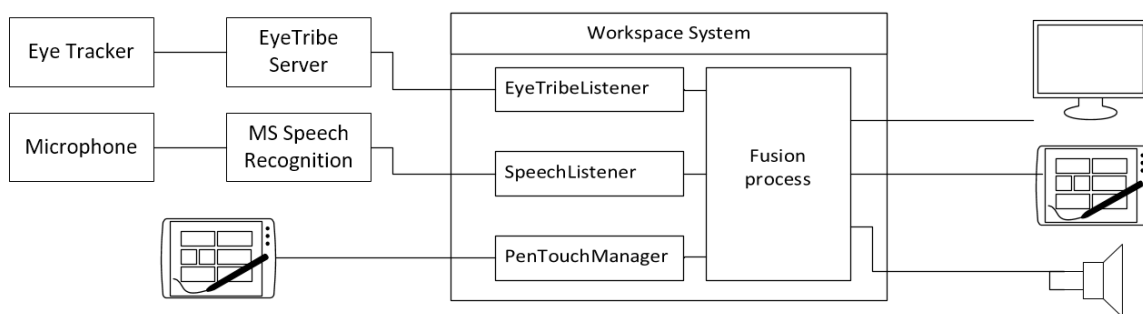 Workspace System
Eye Tracker
EyeTribe
Server
EyeTribeListener
Microphone
MS Speech
Recognition
SpeechListener
Fusion
process
PenTouchManager